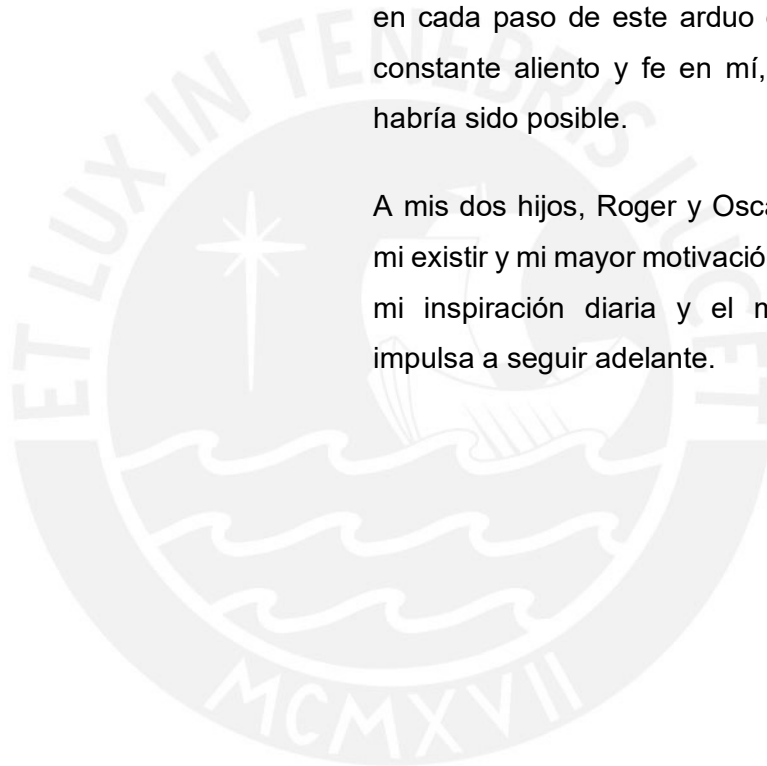 en cada paso de este arduo
constante aliento y fe en mí,
habría sido posible.
A mis dos hijos, Roger y
mi existir y mi mayor
mi inspiración diaria y el
impulsa a seguir adelante.
ET LUX IN TENEBRIS LUCET
MCMXVII